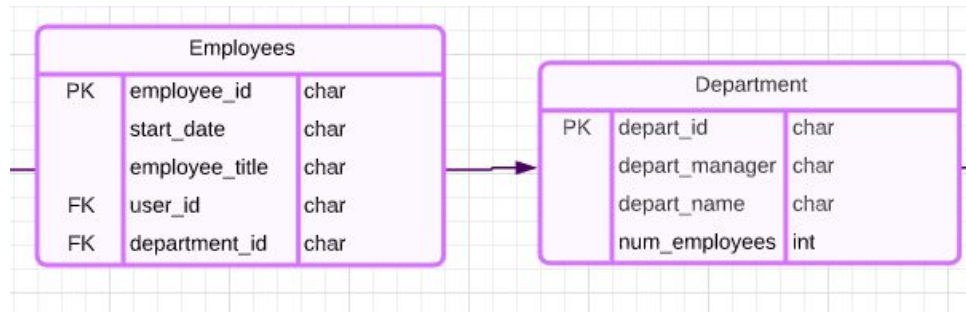 Employees
PK employee_id char
start_date char
employee_title char
FK user_id char
FK department_id char
Department
PK depart_id char
depart_manager char
depart_name char
num_employees int